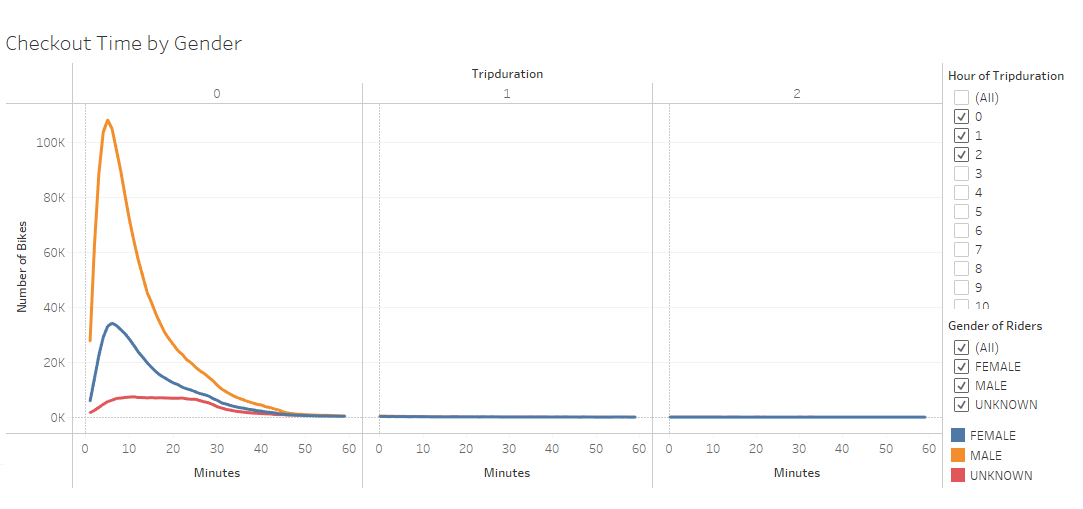 Checkout Time by Gender
Tripduration
0 1 2
100K
80K
60K
40K
20K
0K
Number of Bikes
0 10 20 30 40 50 60 0 10 20 30 40 50 60 0 10 20 30 40 50 60
Minutes Minutes Minutes
Hour of Tripduration
(All)
0
1
2
3
4
5
6
7
8
9
10
Gender of Riders
(All)
FEMALE
MALE
UNKNOWN
FEMALE
MALE
UNKNOWN